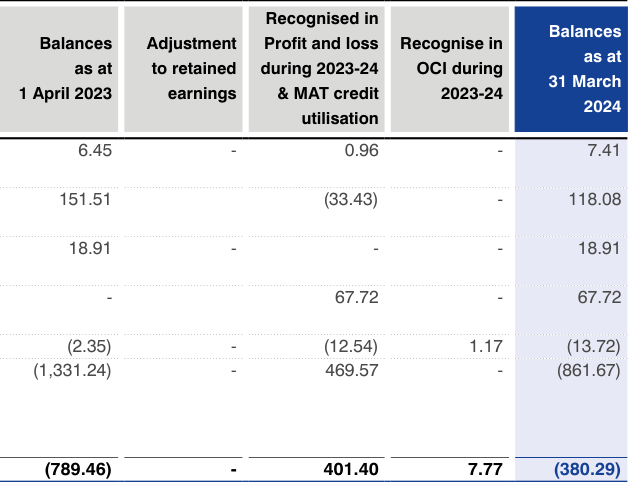 Balances as at 1 April 2023 | Adjustment to retained earnings | Recognised in Profit and loss during 2023-24 & MAT credit utilisation | Recognise in OCI during 2023-24 | Balances as at 31 March 2024
6.45 - 0.96 - 7.41
151.51 (33.43) - 118.08
18.91 - - - 18.91
- 67.72 - 67.72
(2.35) - (12.54) 1.17 (13.72)
(1,331.24) - 469.57 - (861.67)
(789.46) - 401.40 7.77 (380.29)